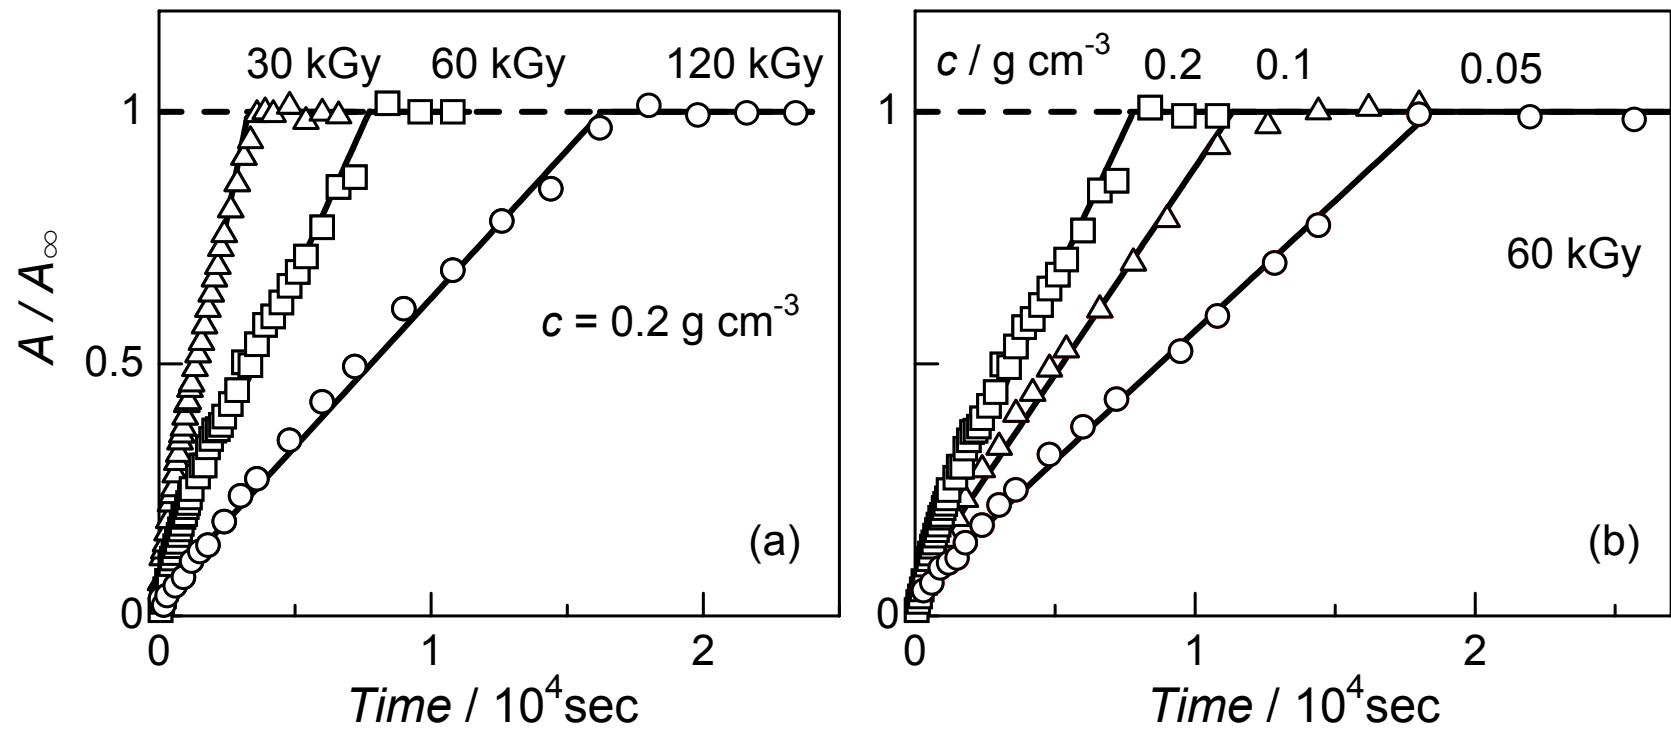 30 kGy 60 kGy 120 kGy
1
0.5
0
A / A∞
c = 0.2 g cm⁻³
(a)
0 1 2
Time / 10⁴sec
c / g cm⁻³ 0.2 0.1 0.05
1
60 kGy
0
(b)
0 1 2
Time / 10⁴sec